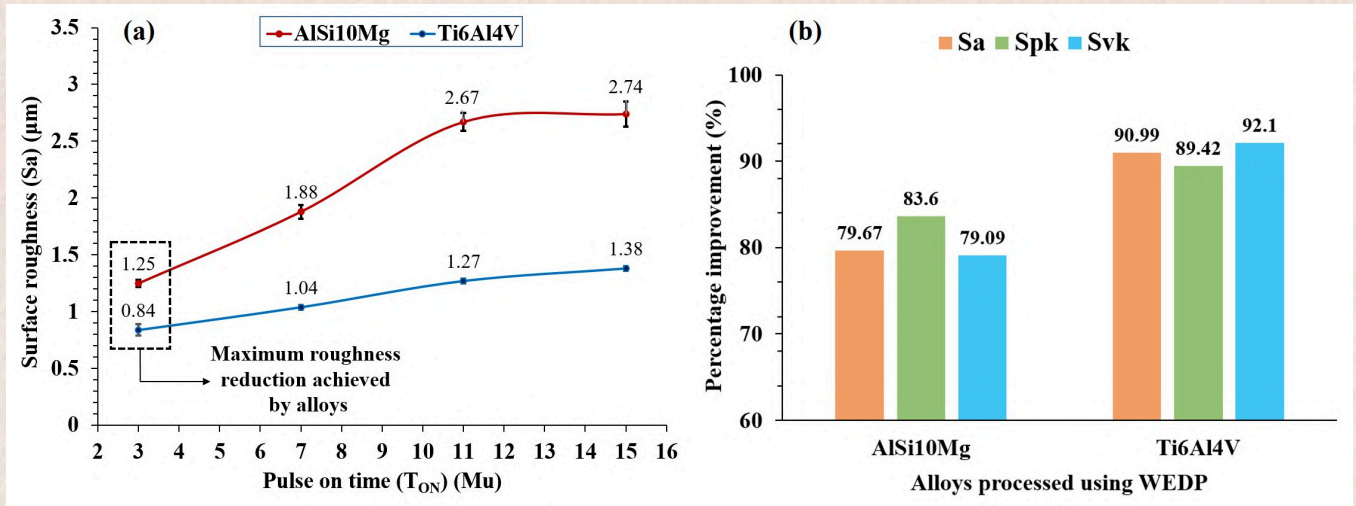 (a)
AlSi10Mg
Ti6Al4V
3.5
3
2.5
2
1.5
1
0.5
0
Surface roughness (Sa) (µm)
1.25
1.88
2.67
2.74
0.84
1.04
1.27
1.38
Maximum roughness
reduction achieved
by alloys
2 3 4 5 6 7 8 9 10 11 12 13 14 15 16
Pulse on time (TON) (Mu)
(b)
Sa Spk Svk
100
90
80
70
60
Percentage improvement (%)
79.67
83.6
79.09
90.99
89.42
92.1
AlSi10Mg
Ti6Al4V
Alloys processed using WEDP